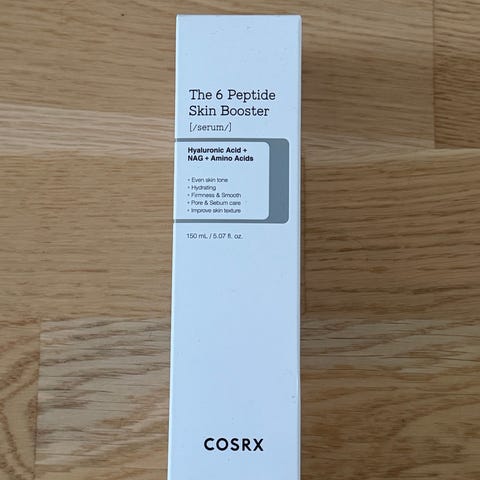 The 6 Peptide
Skin Booster
[/serum/]
Hyaluronic Acid +
NAG + Amino Acids
• Even skin tone
• Hydrating
• Firmness & Smooth
• Pore & Sebum care
• Improve skin texture
150 mL / 5.07 fl. oz.
COSRX